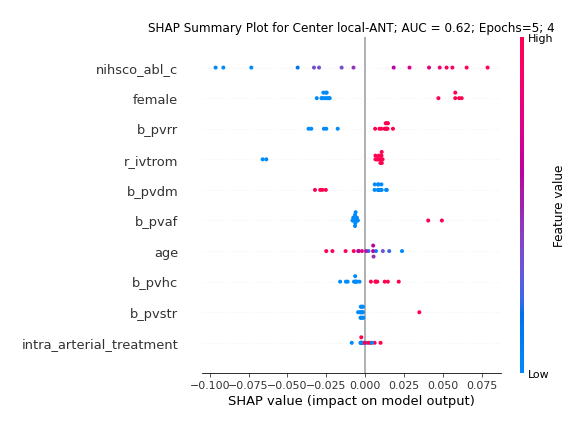 SHAP Summary Plot for Center local-ANT; AUC = 0.62; Epochs=5; 4
High
nihsco_abl_c
female
b_pvrr
r_ivtrom
b_pvdm
b_pvaf
age
b_pvhc
b_pvstr
intra_arterial_treatment
Feature value
Low
−0.100 −0.075 −0.050 −0.025 0.000 0.025 0.050 0.075
SHAP value (impact on model output)